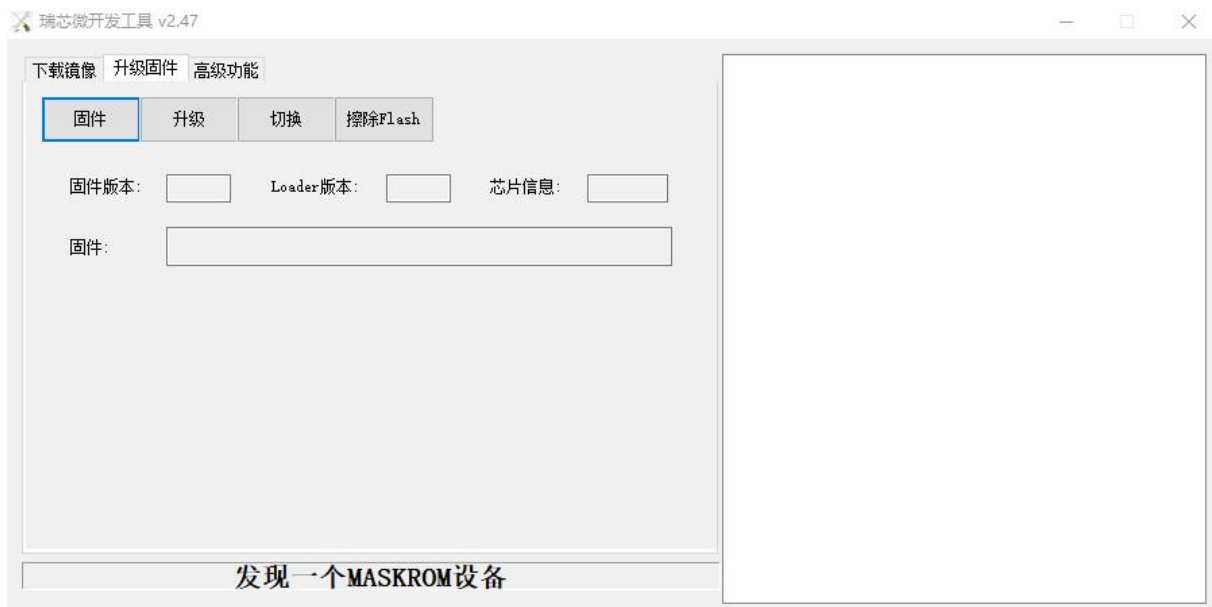 瑞芯微开发工具 v2.47
下载镜像 升级固件 高级功能
固件 升级 切换 擦除Flash
固件版本: Loader版本: 芯片信息:
固件:
发现一个MASKROM设备